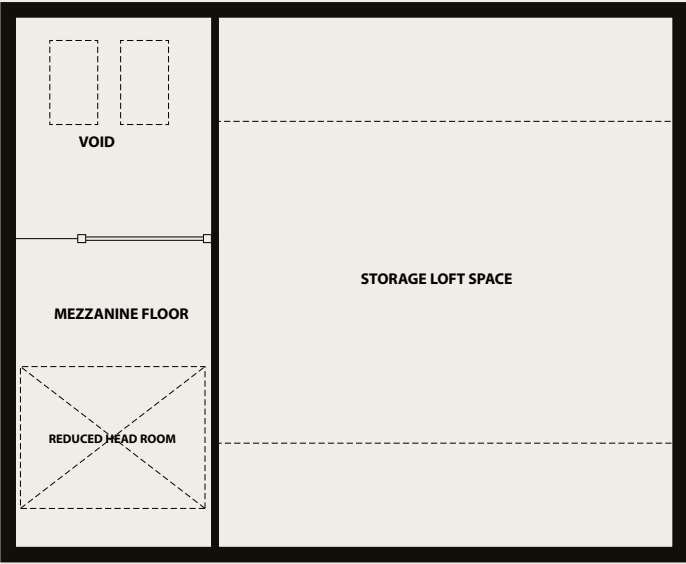 VOID
STORAGE LOFT SPACE
MEZZANINE FLOOR
REDUCED HEAD ROOM